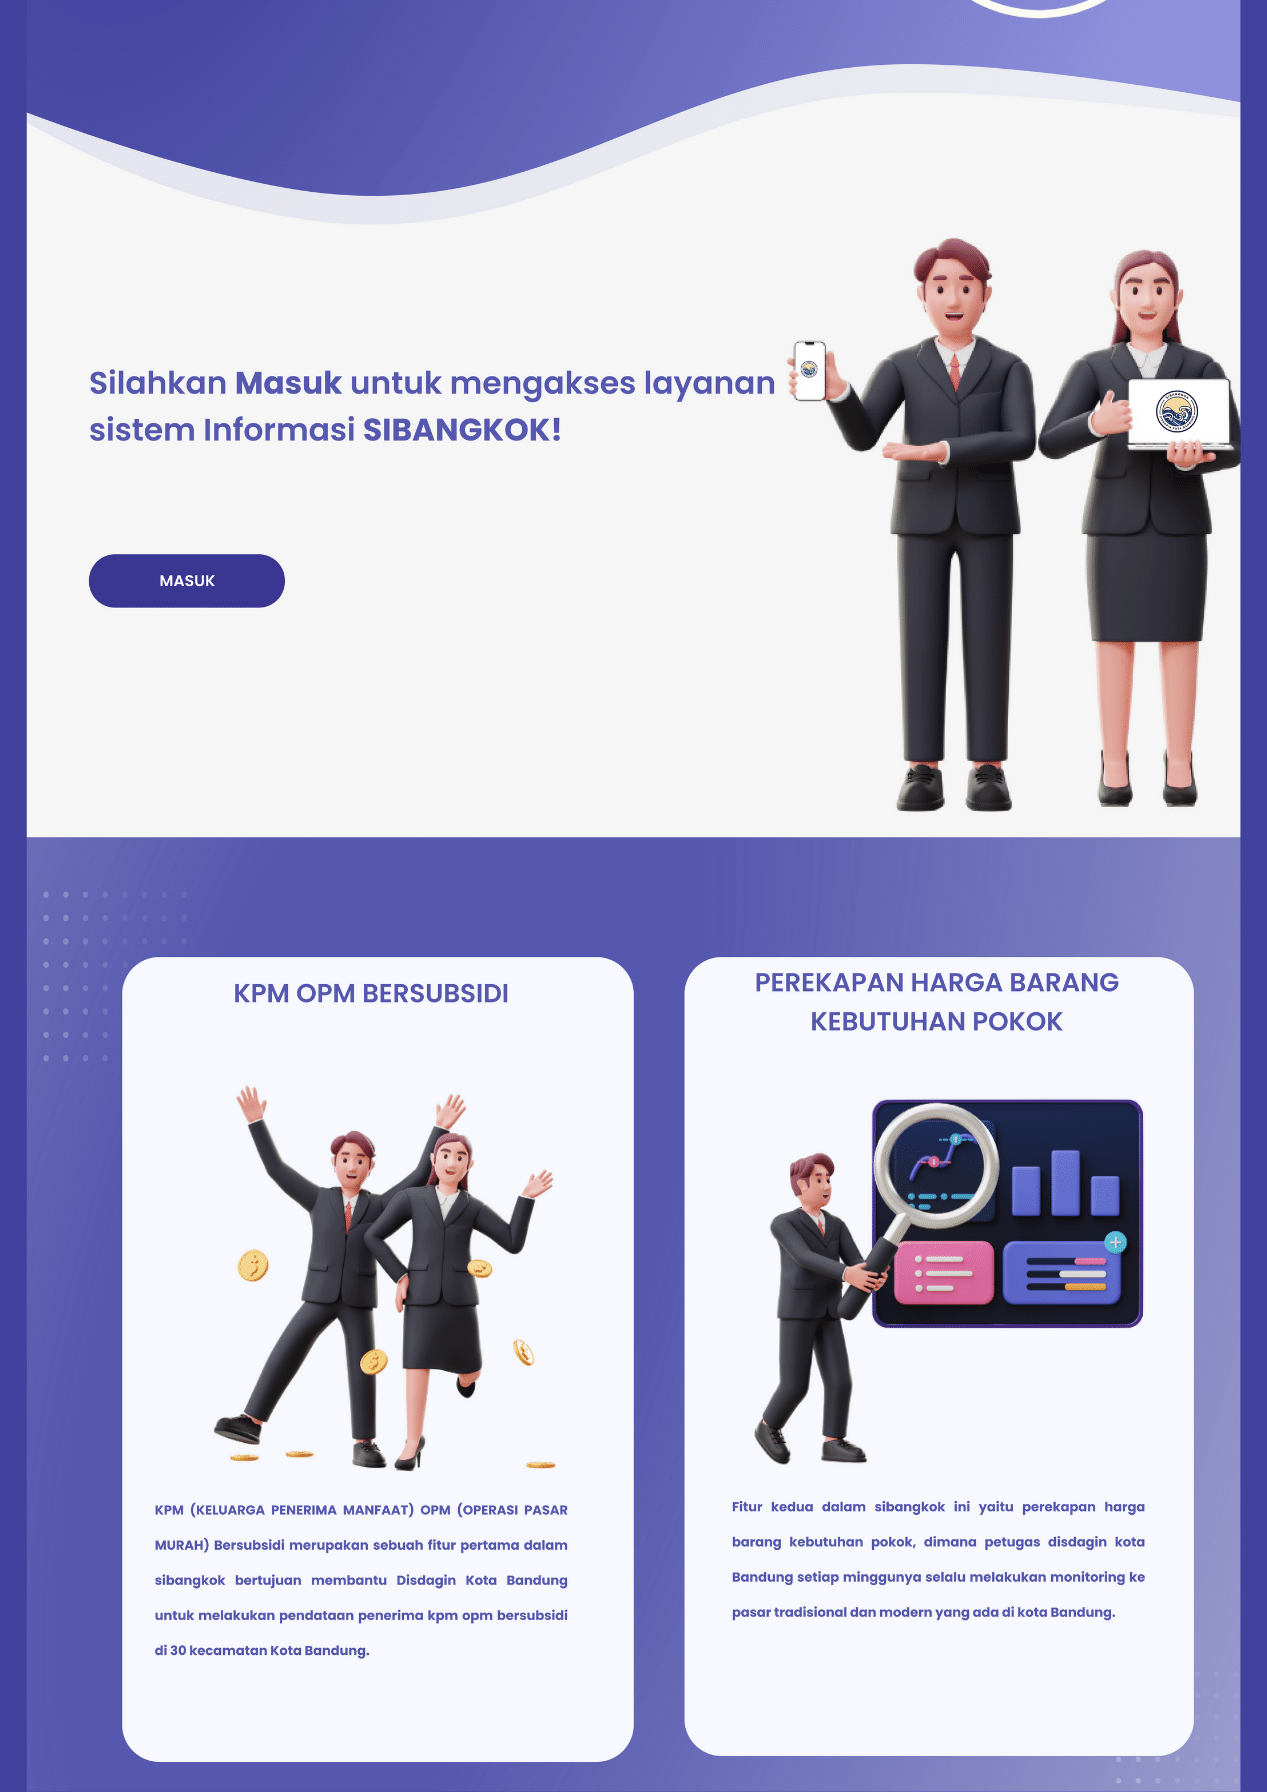 Silahkan Masuk untuk mengakses layanan
sistem Informasi SIBANGKOK!
MASUK
KPM OPM BERSUBSIDI
KPM (KELUARGA PENERIMA MANFAAT) OPM (OPERASI PASAR
MURAH) Bersubsidi merupakan sebuah fitur pertama dalam
sibangkok bertujuan membantu Disdagin Kota Bandung
untuk melakukan pendataan penerima kpm opm bersubsidi
di 30 kecamatan Kota Bandung.
PEREKAPAN HARGA BARANG
KEBUTUHAN POKOK
Fitur kedua dalam sibangkok ini yaitu perekapan harga
barang kebutuhan pokok, dimana petugas disdagin kota
Bandung setiap minggunya selalu melakukan monitoring ke
pasar tradisional dan modern yang ada di kota Bandung.